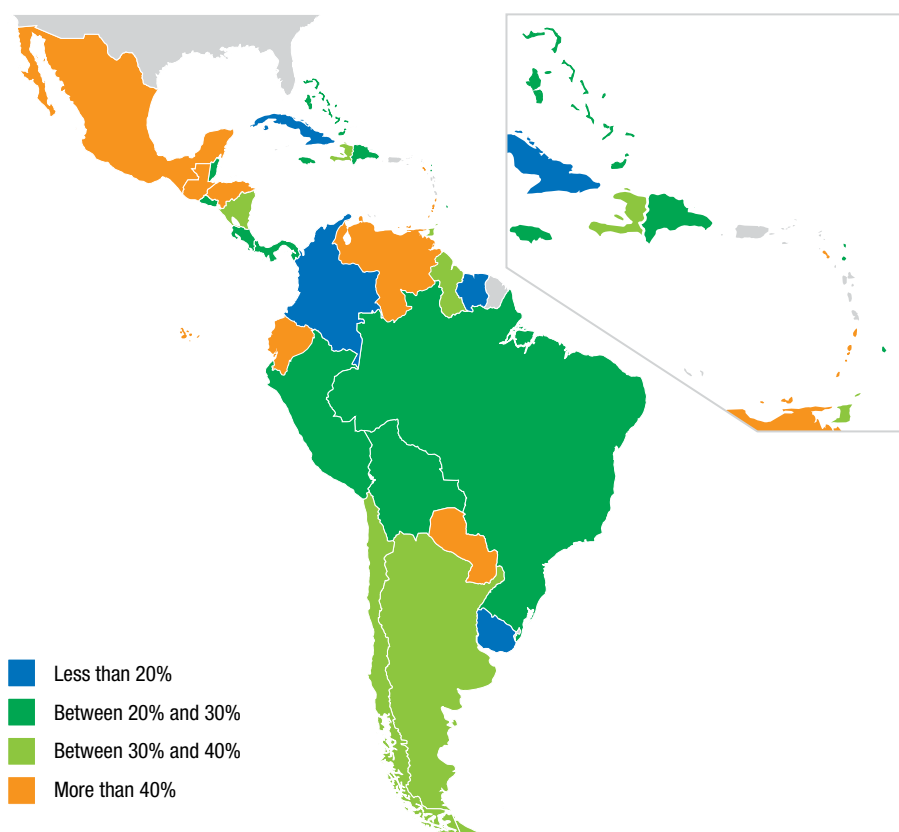 Less than 20%
Between 20% and 30%
Between 30% and 40%
More than 40%